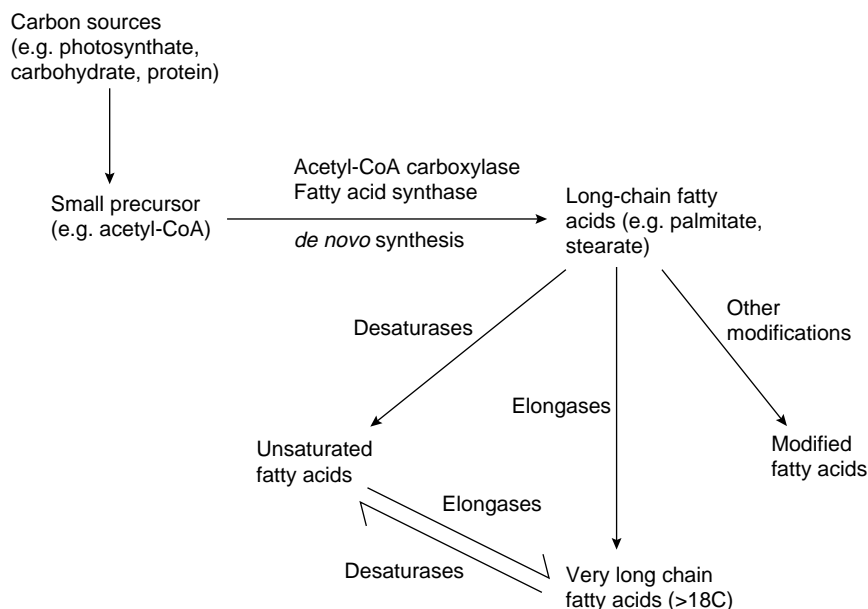 Carbon sources
(e.g. photosynthate,
carbohydrate, protein)
Acetyl-CoA carboxylase
Fatty acid synthase
Small precursor
(e.g. acetyl-CoA)
de novo synthesis
Long-chain fatty
acids (e.g. palmitate,
stearate)
Desaturases
Other
modifications
Elongases
Unsaturated
fatty acids
Modified
fatty acids
Elongases
Desaturases
Very long chain
fatty acids (>18C)